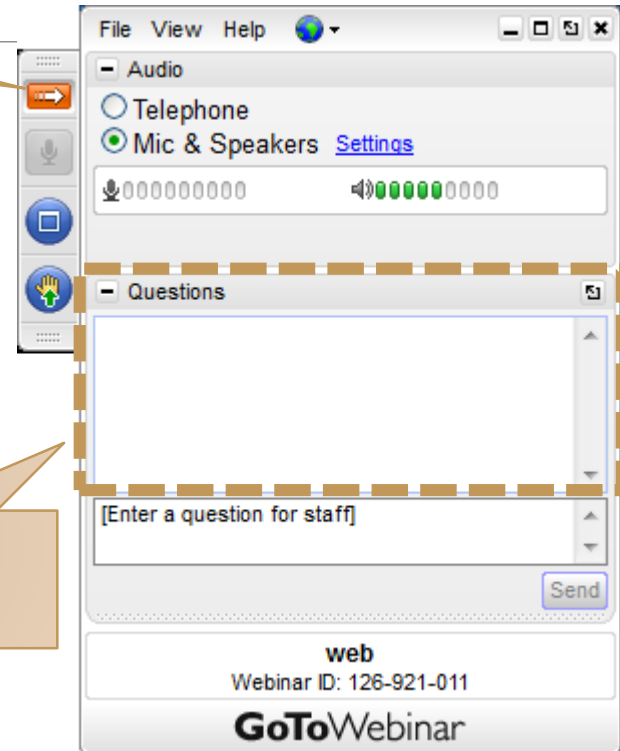 File View Help
Audio
Telephone
Mic & Speakers Settings
Questions
[Enter a question for staff]
Send
web
Webinar ID: 126-921-011
GoToWebinar